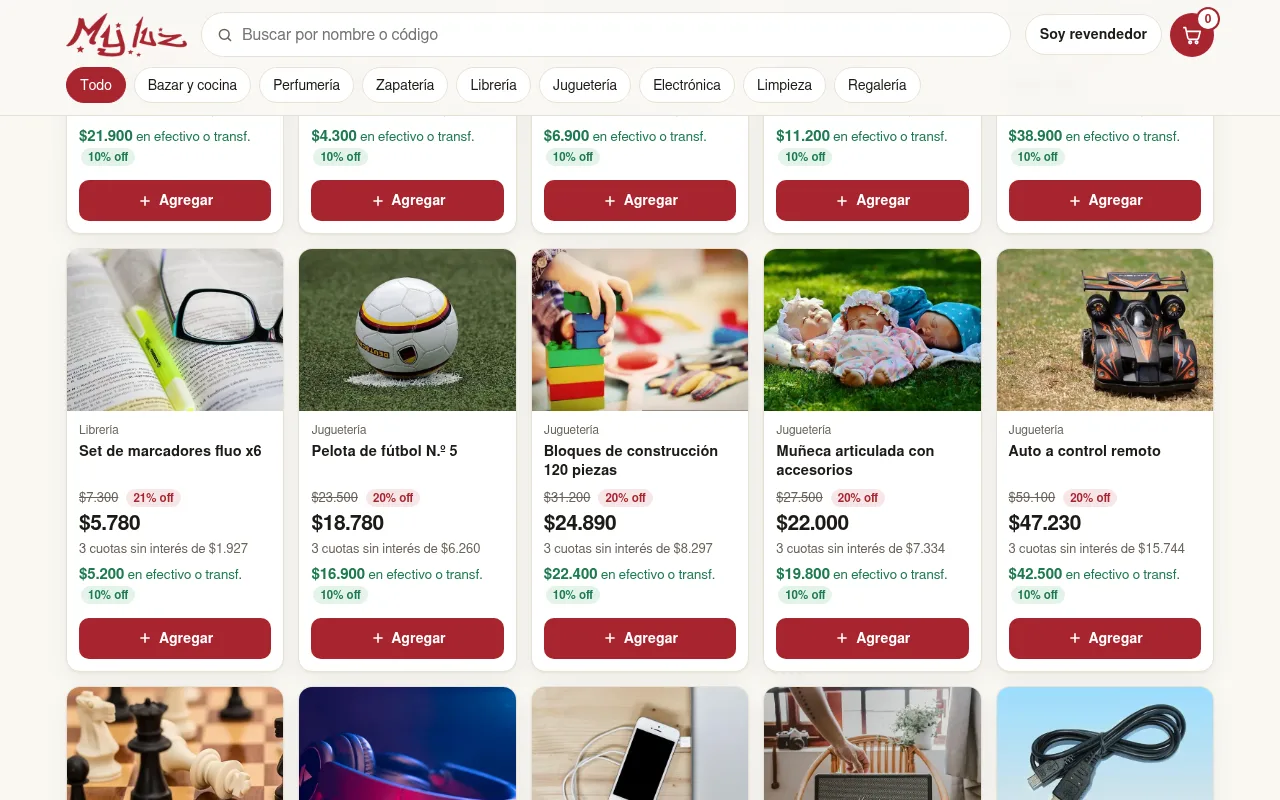 My luz
Buscar por nombre o código
Soy revendedor
0
Todo
Bazar y cocina
Perfumería
Zapatería
Librería
Juguetería
Electrónica
Limpieza
Regalería
$21.900 en efectivo o transf.
10% off
+ Agregar
$4.300 en efectivo o transf.
10% off
+ Agregar
$6.900 en efectivo o transf.
10% off
+ Agregar
$11.200 en efectivo o transf.
10% off
+ Agregar
$38.900 en efectivo o transf.
10% off
+ Agregar
Librería
Set de marcadores fluo x6
$7.300 21% off
$5.780
3 cuotas sin interés de $1.927
$5.200 en efectivo o transf.
10% off
+ Agregar
Juguetería
Pelota de fútbol N.º 5
$23.500 20% off
$18.780
3 cuotas sin interés de $6.260
$16.900 en efectivo o transf.
10% off
+ Agregar
Juguetería
Bloques de construcción
120 piezas
$31.200 20% off
$24.890
3 cuotas sin interés de $8.297
$22.400 en efectivo o transf.
10% off
+ Agregar
Juguetería
Muñeca articulada con
accesorios
$27.500 20% off
$22.000
3 cuotas sin interés de $7.334
$19.800 en efectivo o transf.
10% off
+ Agregar
Juguetería
Auto a control remoto
$59.100 20% off
$47.230
3 cuotas sin interés de $15.744
$42.500 en efectivo o transf.
10% off
+ Agregar